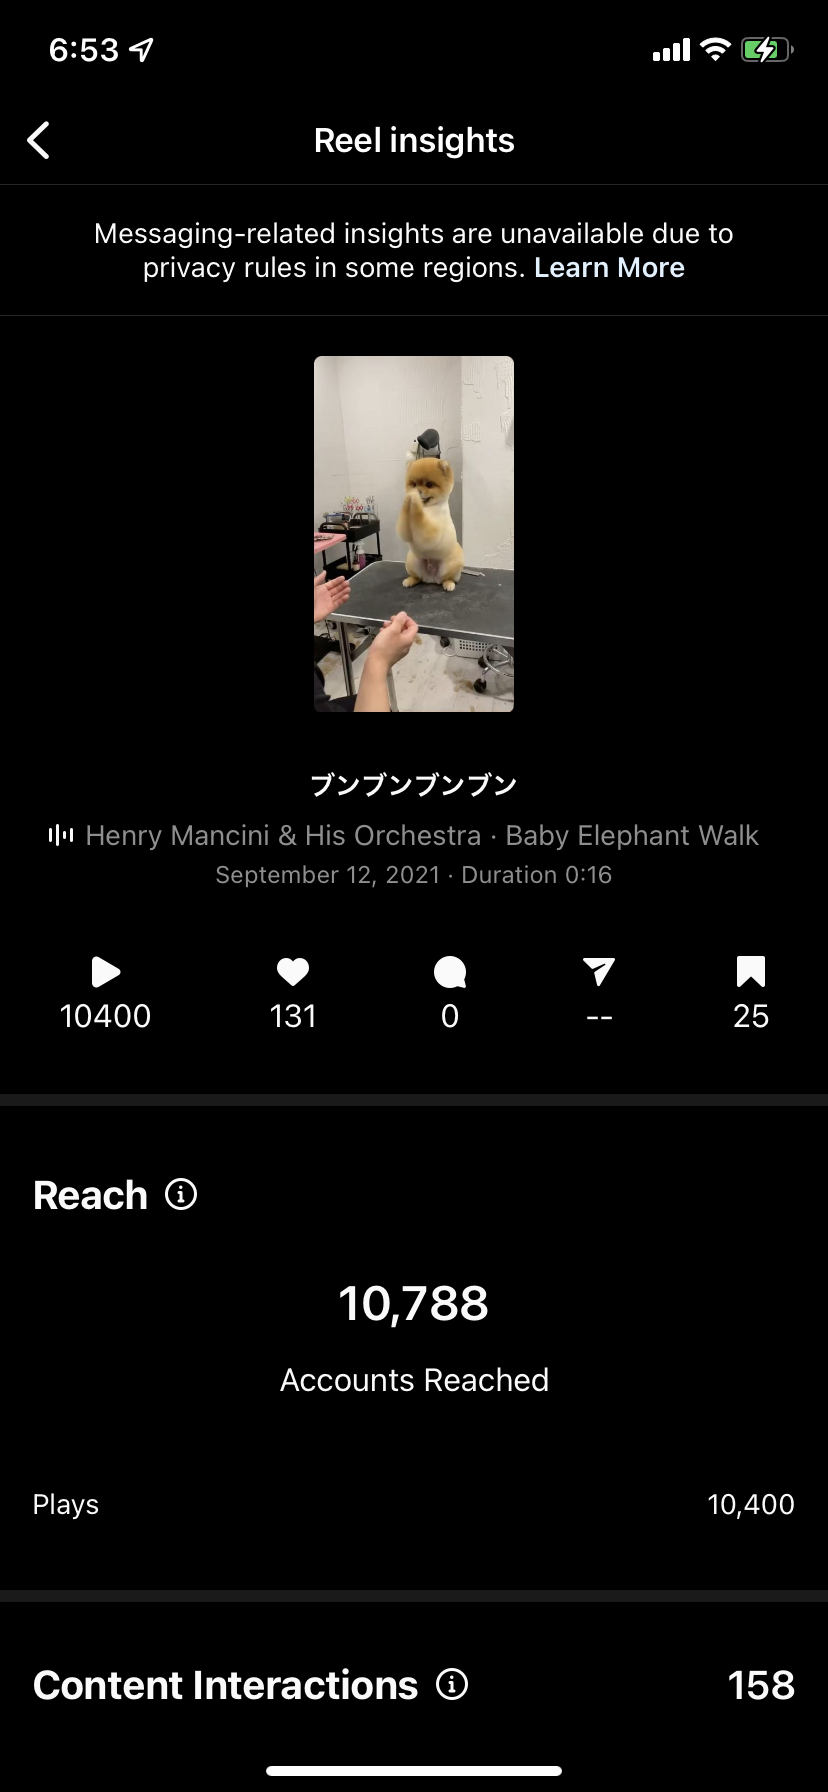 6:53
Reel insights
Messaging-related insights are unavailable due to
privacy rules in some regions. Learn More
ブンブンブンブン
Henry Mancini & His Orchestra · Baby Elephant Walk
September 12, 2021 · Duration 0:16
10400 131 0 -- 25
Reach
10,788
Accounts Reached
Plays 10,400
Content Interactions 158